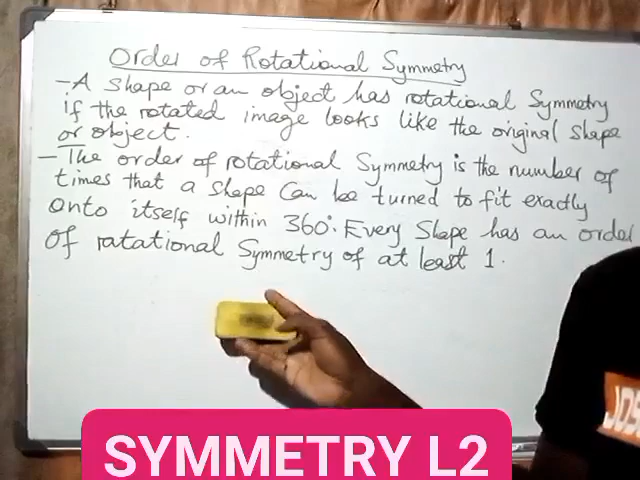 Order of Rotational Symmetry
- A shape or an object has rotational Symmetry
if the rotated image looks like the original shape
or object.
- The order of rotational Symmetry is the number of
times that a shape can be turned to fit exactly
onto itself within 360°. Every Shape has an order
of rotational Symmetry of at least 1.
SYMMETRY L2